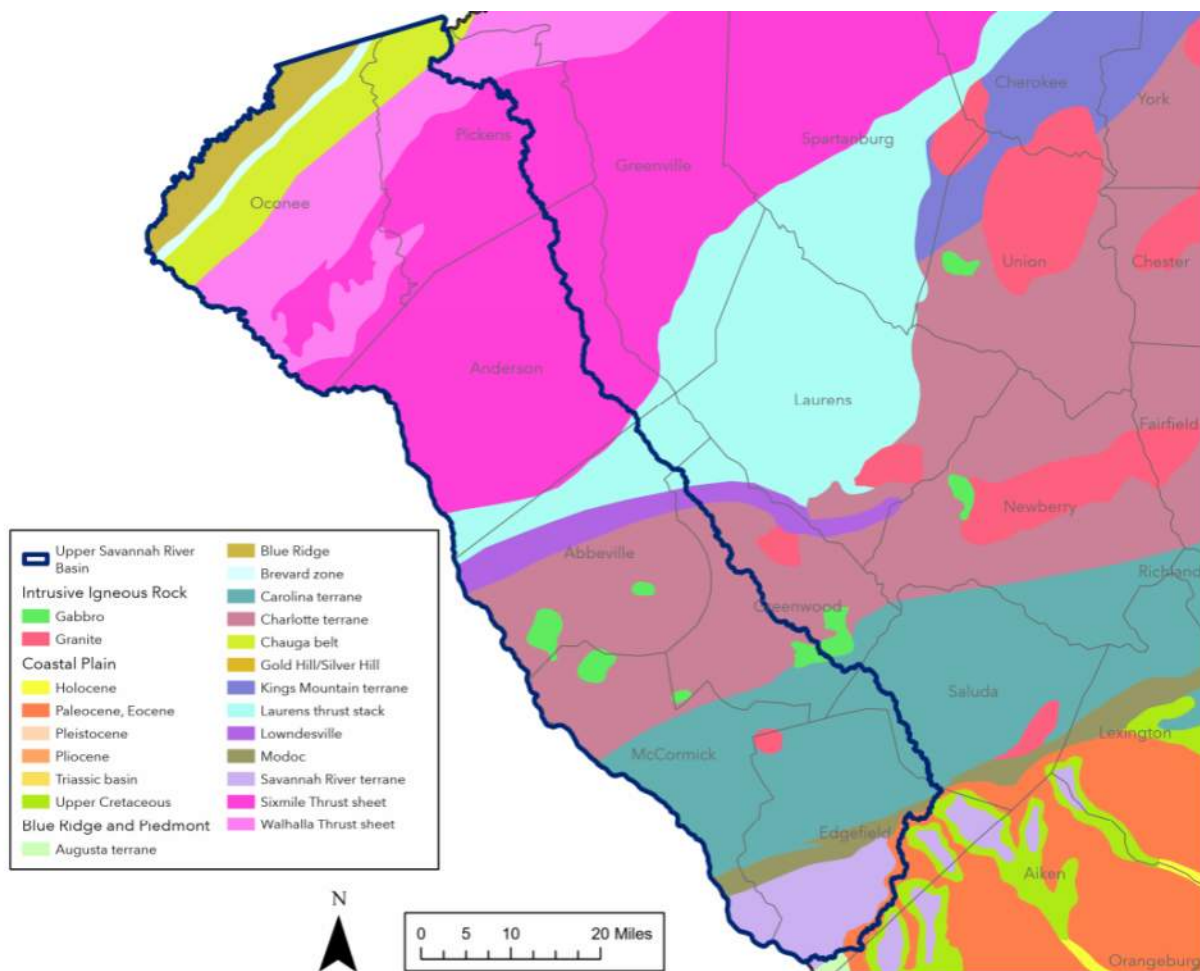 Cherokee
York
Pickens
Spartanburg
Greenville
Oconee
Union
Chester
Anderson
Laurens
Fairfield
Newberry
Abbeville
Richland
Greenwood
Saluda
McCormick
Lexington
Edgefield
Aiken
Orangeburg
Upper Savannah River
Basin
Intrusive Igneous Rock
Gabbro
Granite
Coastal Plain
Holocene
Paleocene, Eocene
Pleistocene
Pliocene
Triassic basin
Upper Cretaceous
Blue Ridge and Piedmont
Augusta terrane
Blue Ridge
Brevard zone
Carolina terrane
Charlotte terrane
Chauga belt
Gold Hill/Silver Hill
Kings Mountain terrane
Laurens thrust stack
Lowndesville
Modoc
Savannah River terrane
Sixmile Thrust sheet
Walhalla Thrust sheet
N
0 5 10 20 Miles